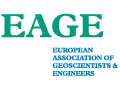 EAGE
EUROPEAN
ASSOCIATION OF
GEOSCIENTISTS &
ENGINEERS